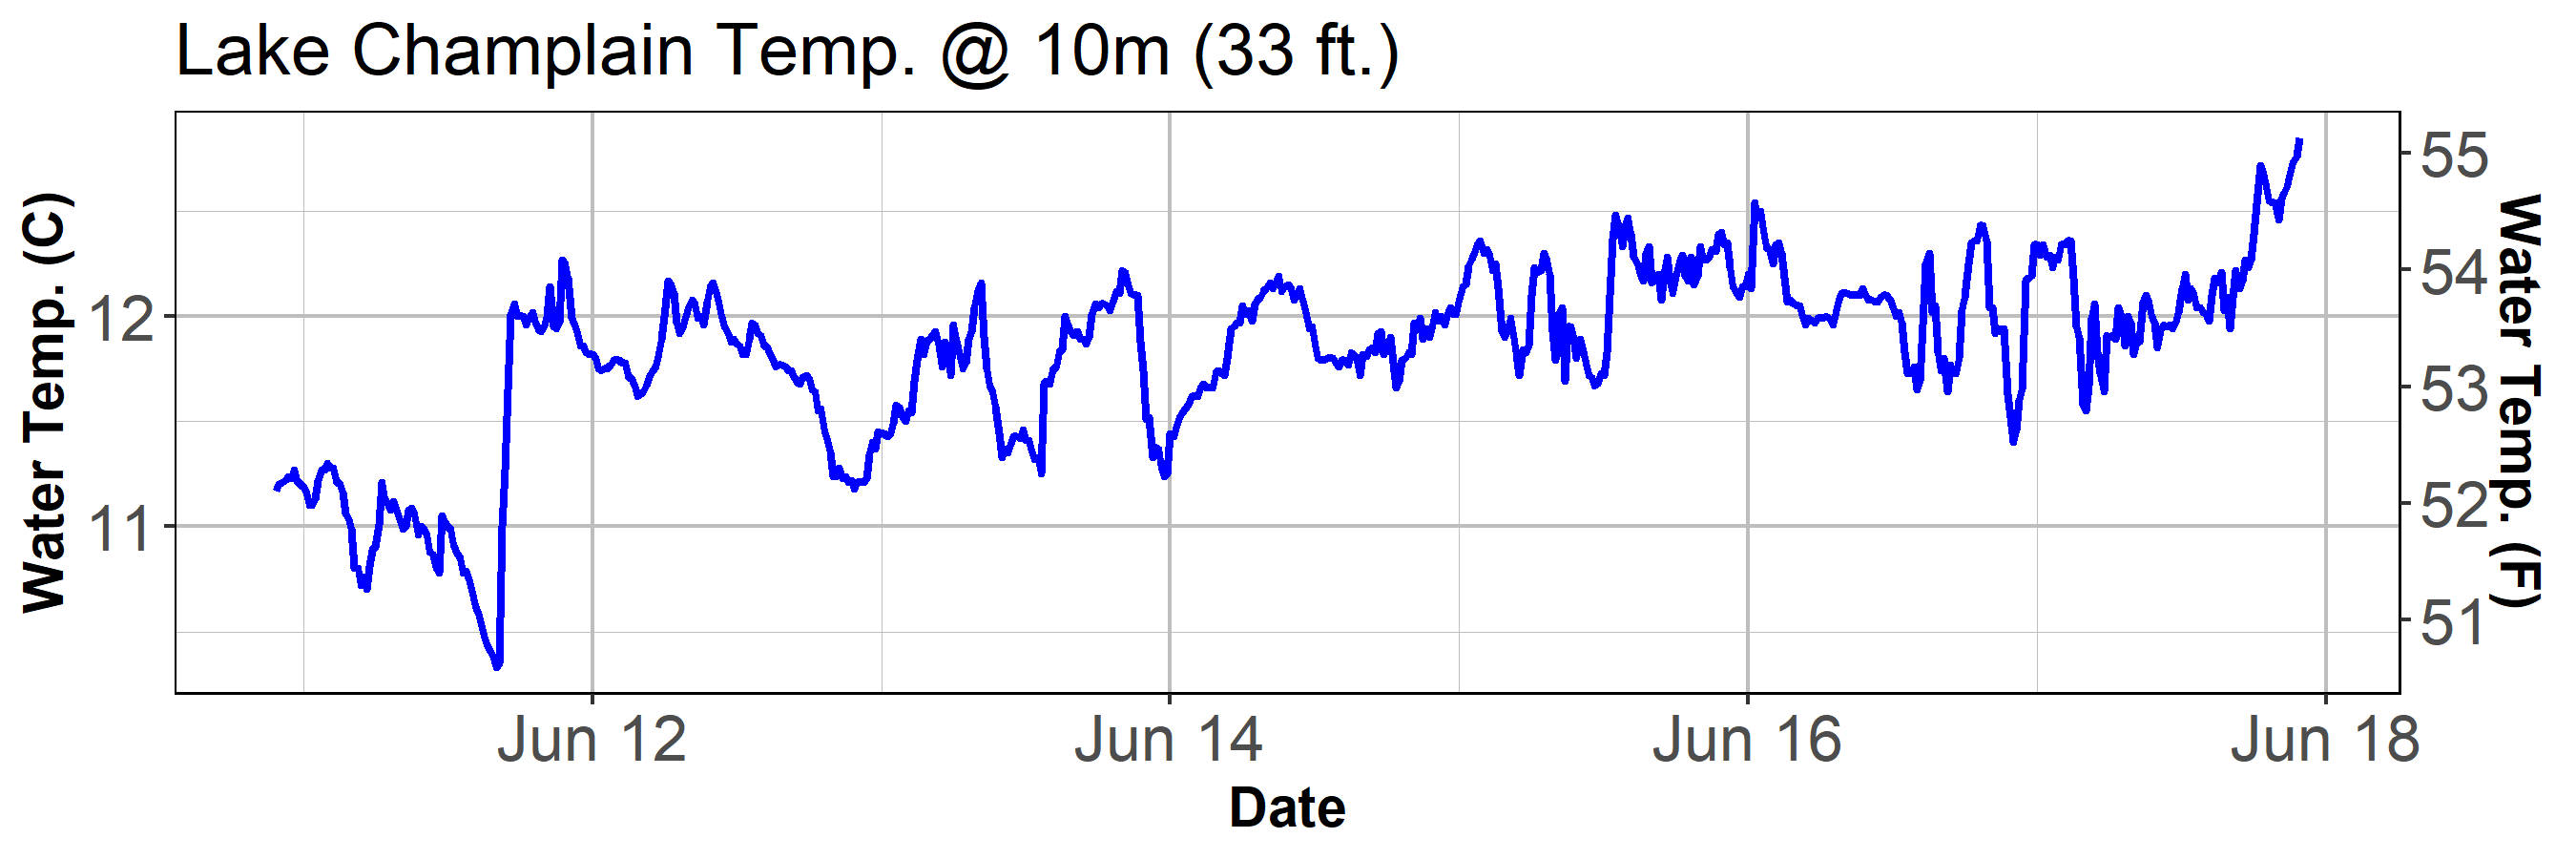 Lake Champlain Temp. @ 10m (33 ft.)
Water Temp. (C)
12
11
55
54
53
52
51
Water Temp. (F)
Jun 12
Jun 14
Jun 16
Jun 18
Date